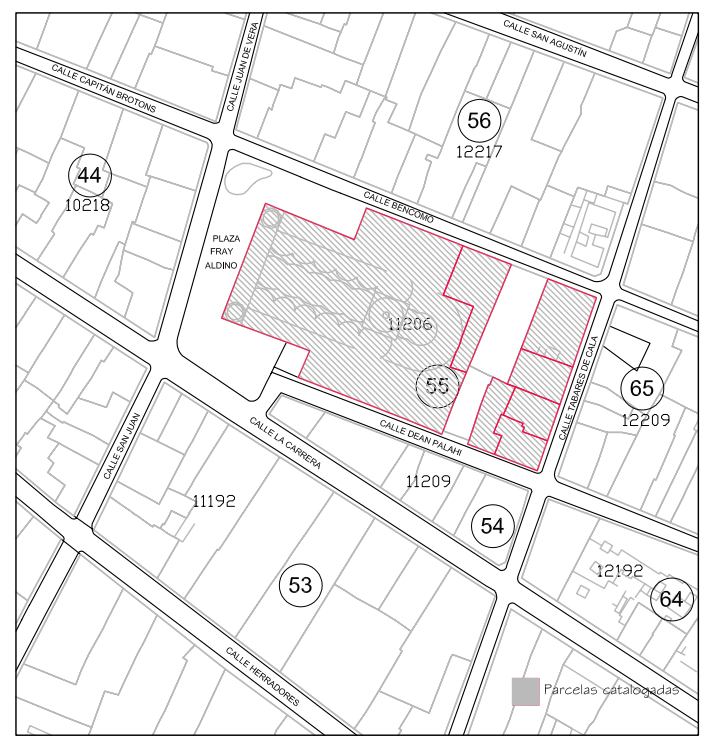 CALLE SAN AGUSTÍN
CALLE JUAN DE VERA
CALLE CAPITÁN BROTONS
56
12217
44
10218
CALLE BENCOMO
PLAZA
FRAY
ALDINO
11206
55
CALLE TABARES DE CALA
65
12209
CALLE DEAN PALAHI
CALLE LA CARRERA
CALLE SAN JUAN
11209
11192
54
53
12192
64
CALLE HERRADORES
Parcelas catalogadas